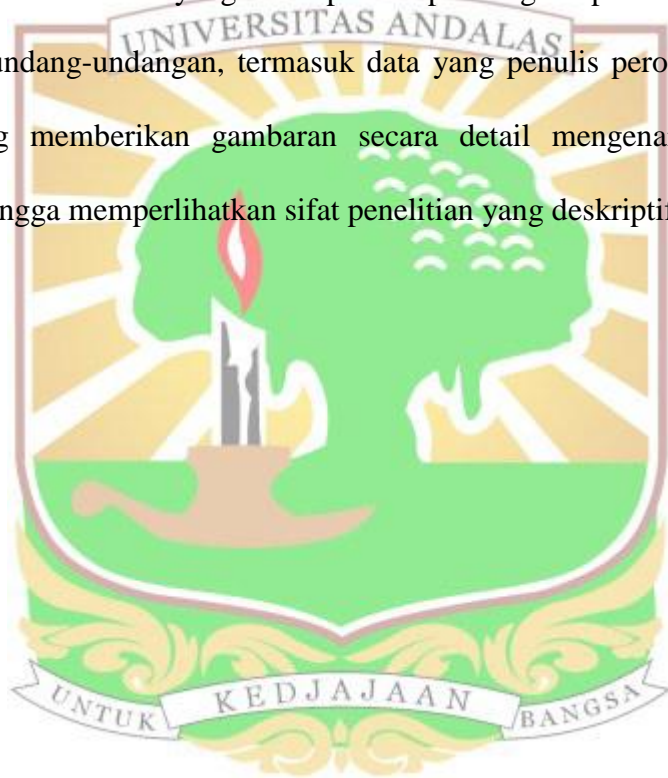 UNIVERSITAS ANDALAS
undang-undangan, termasuk data yang penulis pero
memberikan gambaran secara detail mengena
ngga memperlihatkan sifat penelitian yang deskriptif
UNTUK KEDJAJAAN BANGSA